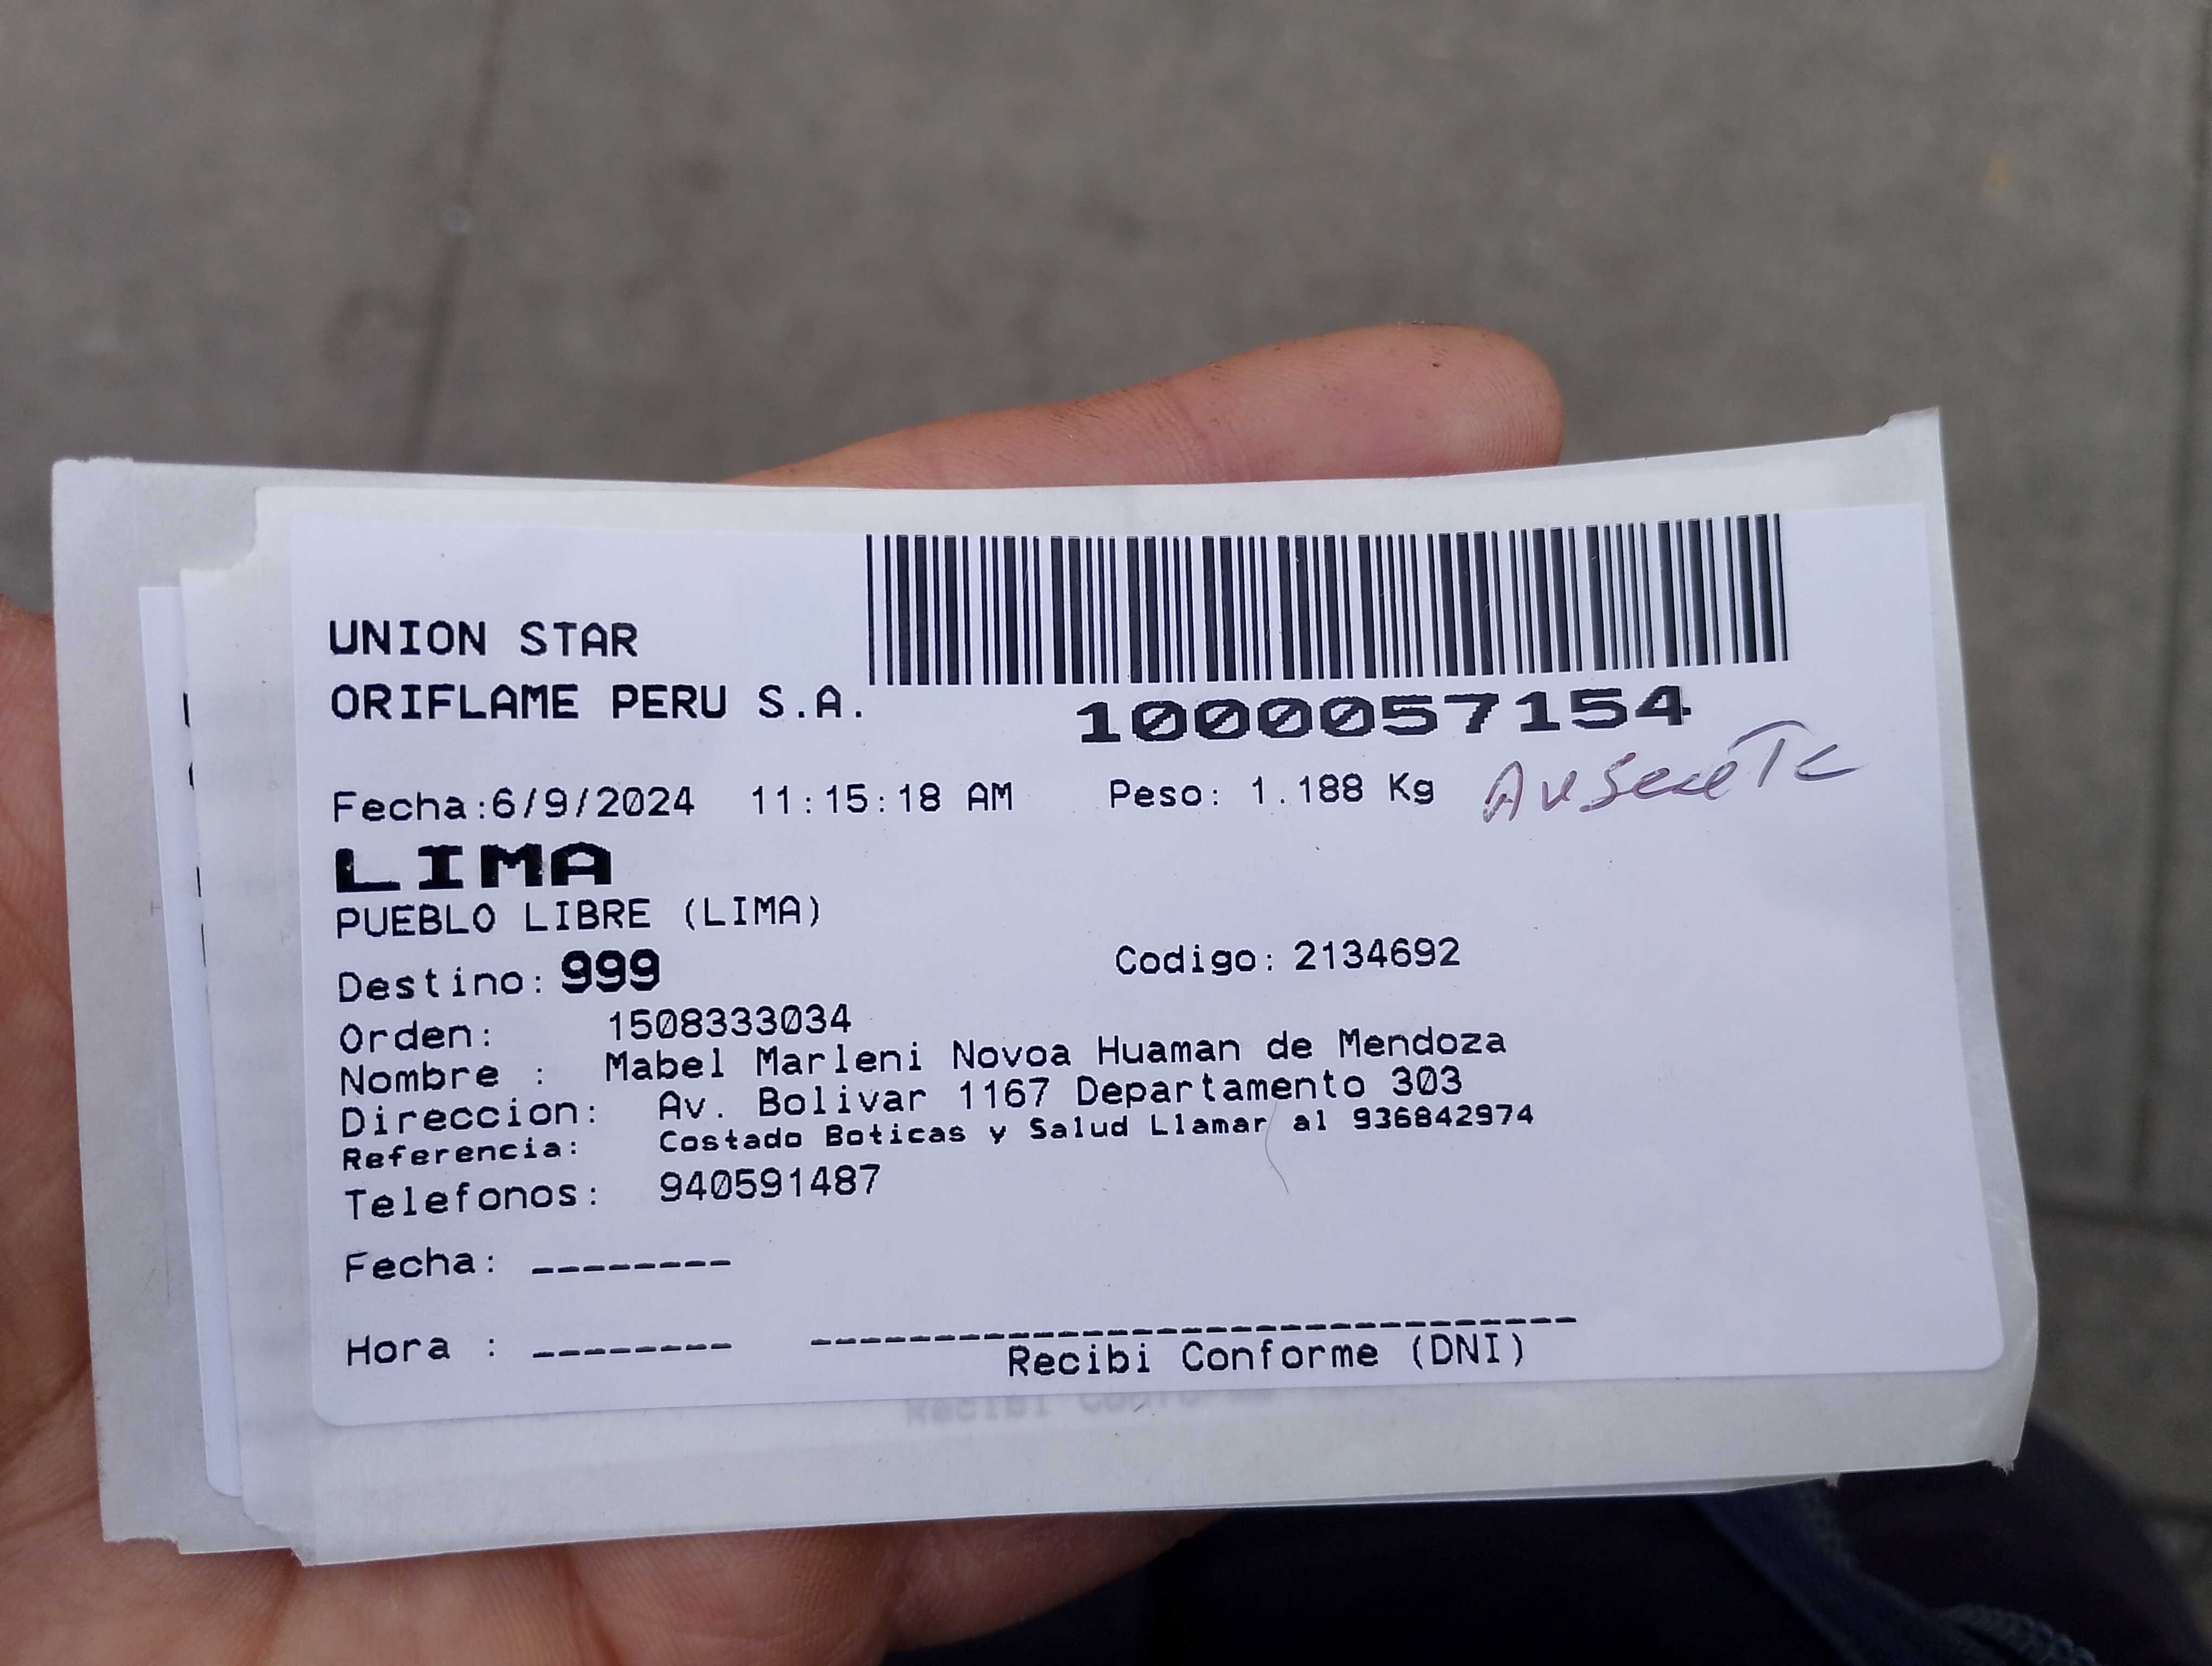 UNION STAR
ORIFLAME PERU S.A.
1000057154
Fecha:6/9/2024 11:15:18 AM Peso: 1.188 Kg
LIMA
PUEBLO LIBRE (LIMA)
Destino: 999 Codigo: 2134692
Orden: 1508333034
Nombre : Mabel Marleni Novoa Huaman de Mendoza
Direccion: Av. Bolivar 1167 Departamento 303
Referencia: Costado Boticas y Salud Llamar al 936842974
Telefonos: 940591487
Fecha: --------
Hora : --------
Recibi Conforme (DNI)